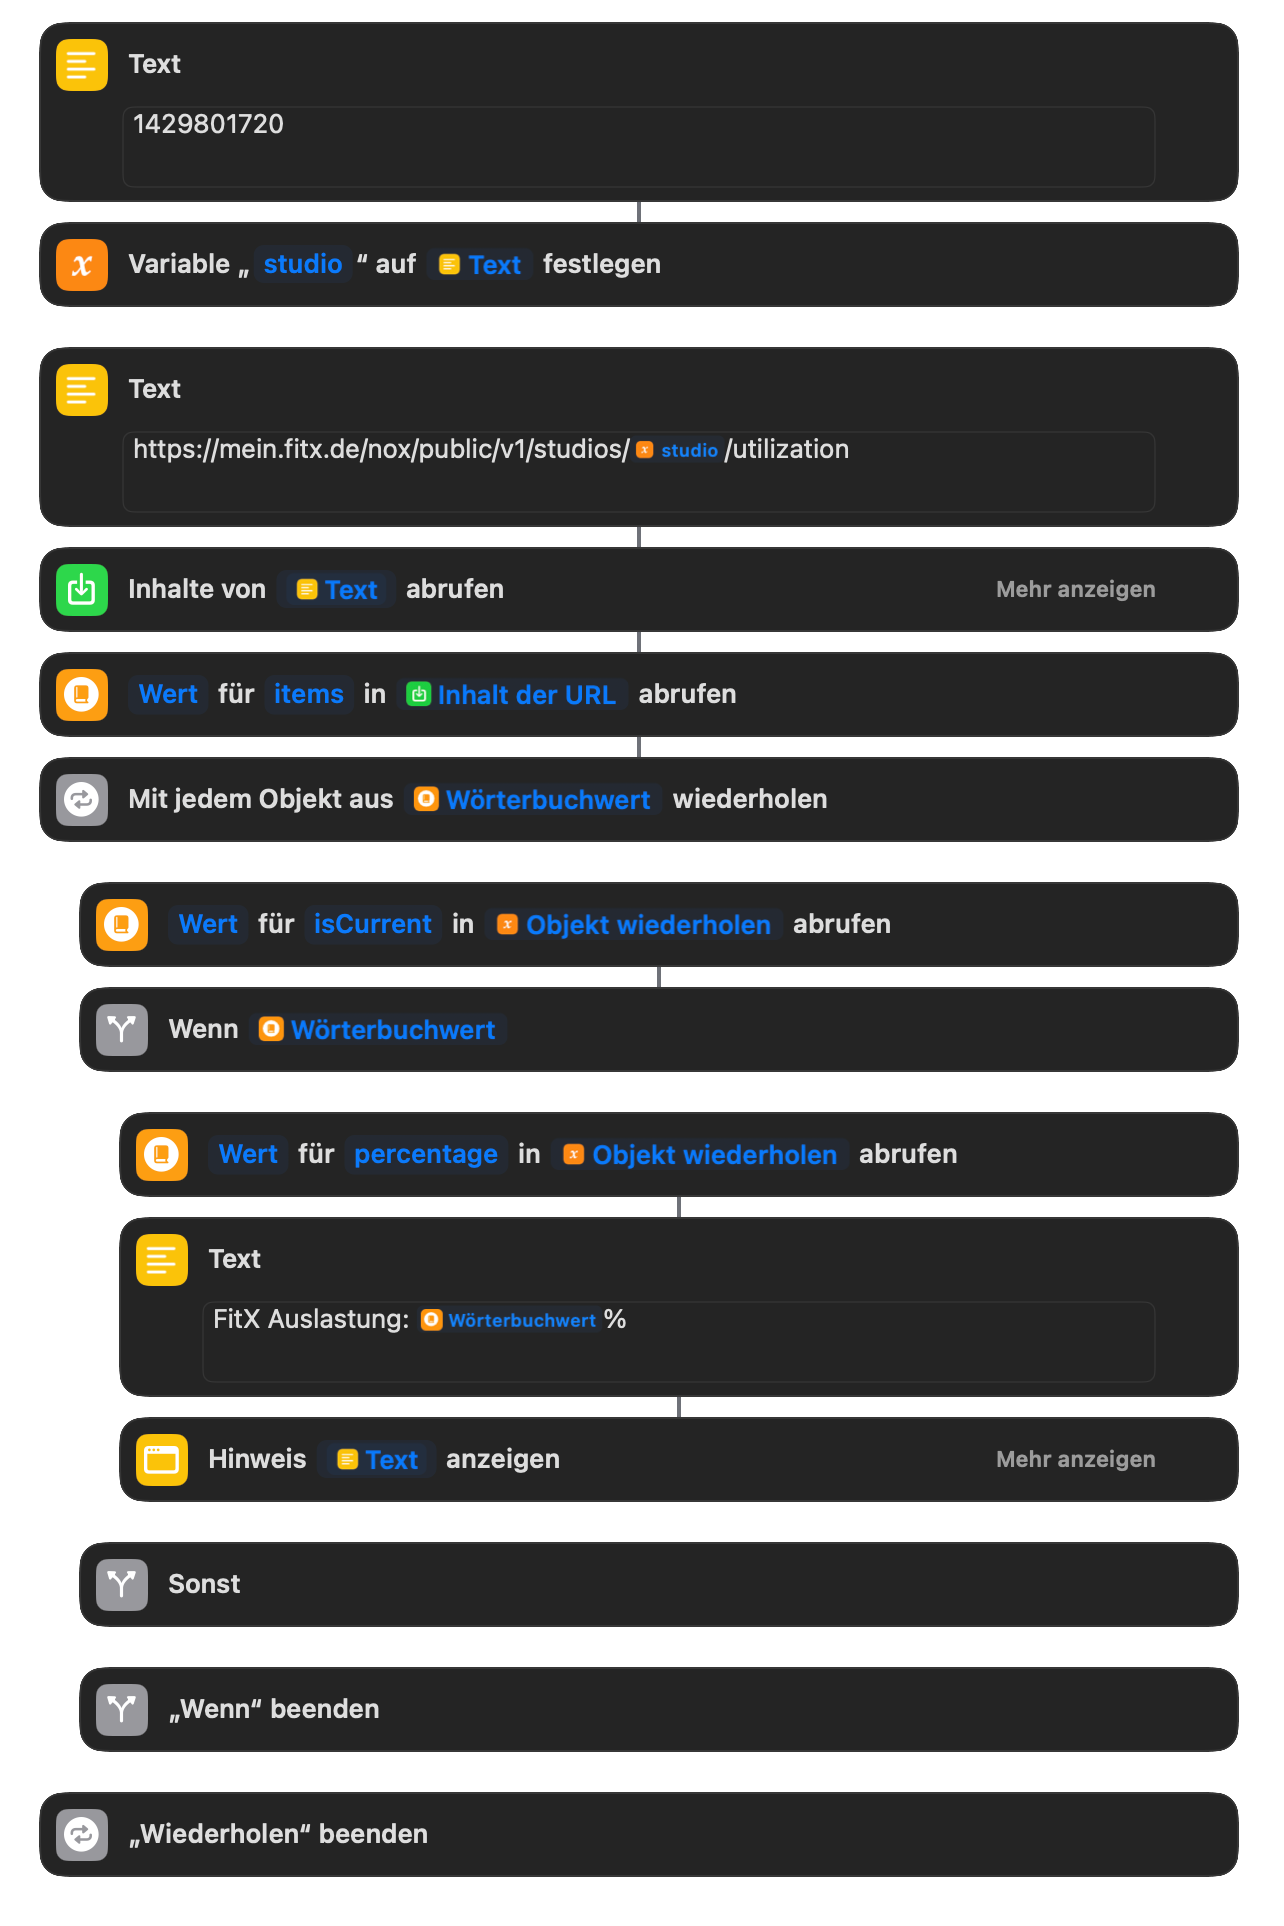 Text
1429801720
Variable „ studio “ auf Text festlegen
Text
https://mein.fitx.de/nox/public/v1/studios/ studio /utilization
Inhalte von Text abrufen Mehr anzeigen
Wert für items in Inhalt der URL abrufen
Mit jedem Objekt aus Wörterbuchwert wiederholen
Wert für isCurrent in Objekt wiederholen abrufen
Wenn Wörterbuchwert
Wert für percentage in Objekt wiederholen abrufen
Text
FitX Auslastung: Wörterbuchwert %
Hinweis Text anzeigen Mehr anzeigen
Sonst
„Wenn“ beenden
„Wiederholen“ beenden